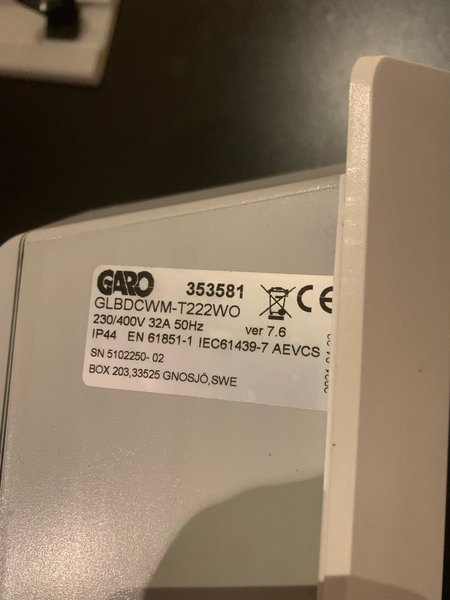 GARO 353581
GLBDCWM-T222WO
230/400V 32A 50Hz ver 7.6
IP44 EN 61851-1 IEC61439-7 AEVCS
SN 5102250- 02
BOX 203,33525 GNOSJÖ,SWE